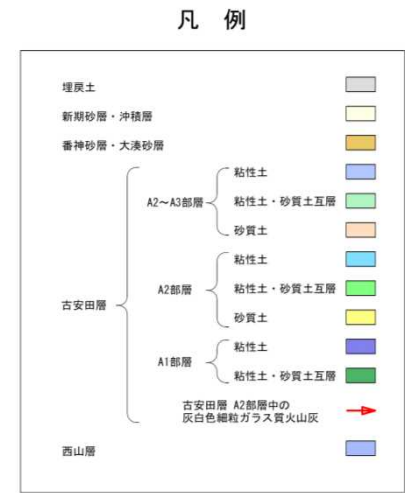 凡 例
埋戻土
新期砂層・沖積層
番神砂層・大湊砂層
古安田層
A2～A3部層
粘性土
粘性土・砂質土互層
砂質土
A2部層
粘性土
粘性土・砂質土互層
砂質土
A1部層
粘性土
粘性土・砂質土互層
古安田層 A2部層中の
灰白色細粒ガラス質火山灰
西山層